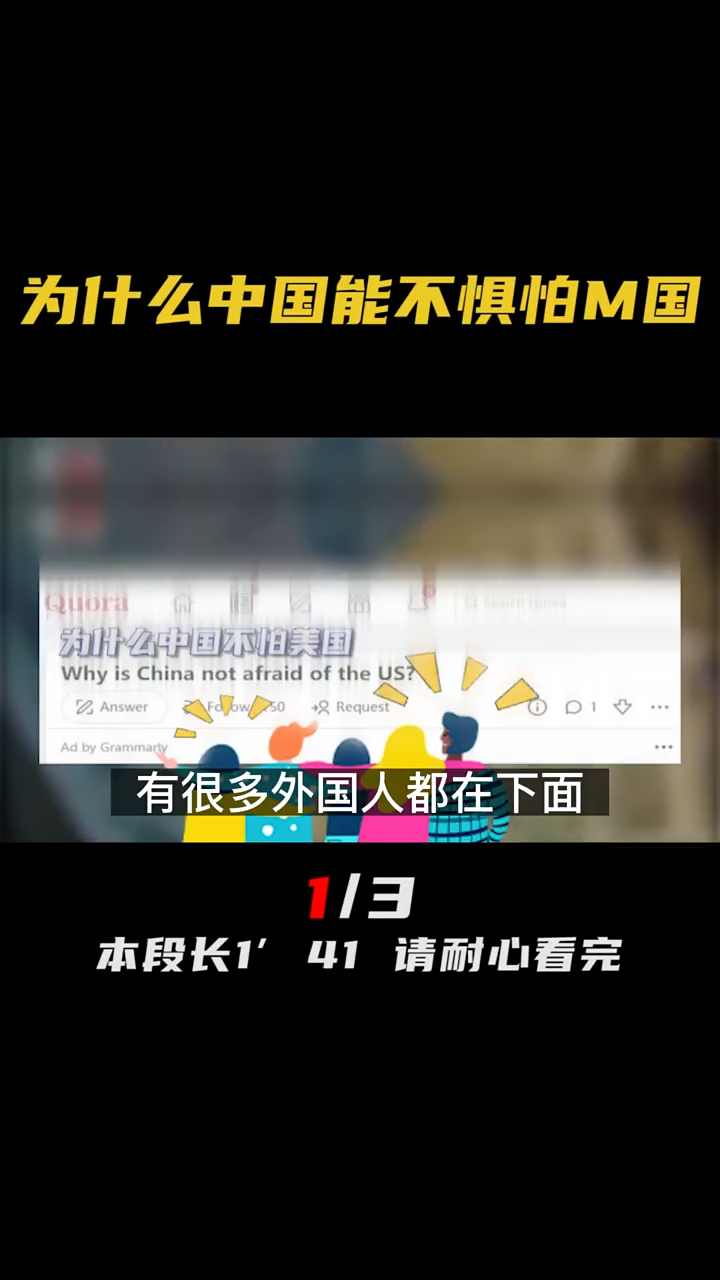 为什么中国能不惧怕M国
Quora
为什么中国不怕美国
Why is China not afraid of the US?
Answer
Request
1
Ad by Grammarly
有很多外国人都在下面
1/3
本段长1′41 请耐心看完